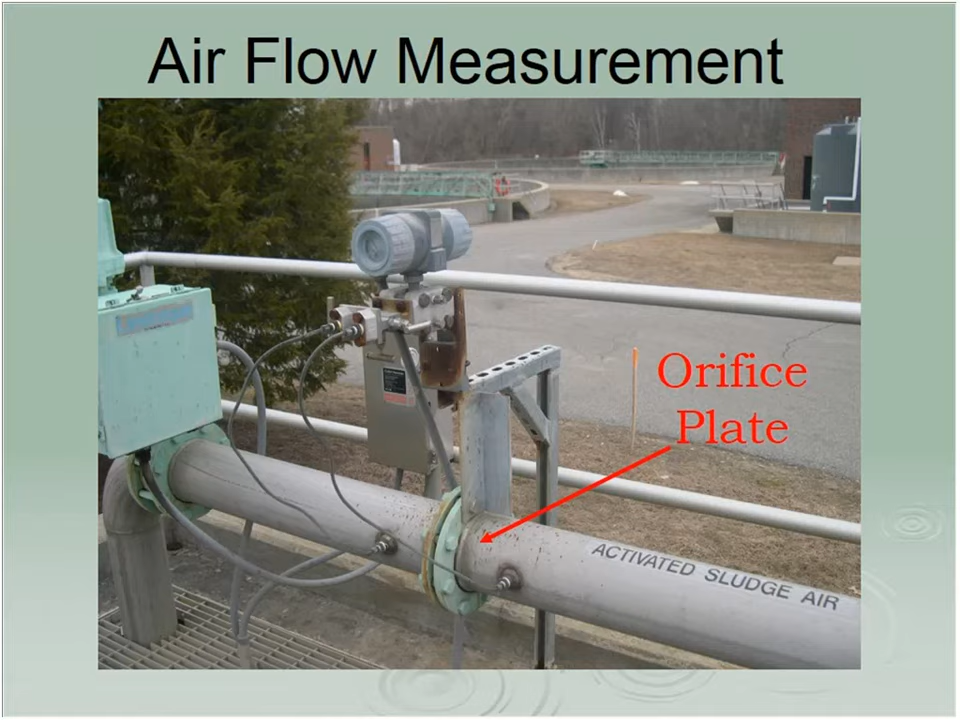 Air Flow Measurement
Orifice
Plate
ACTIVATED SLUDGE AIR